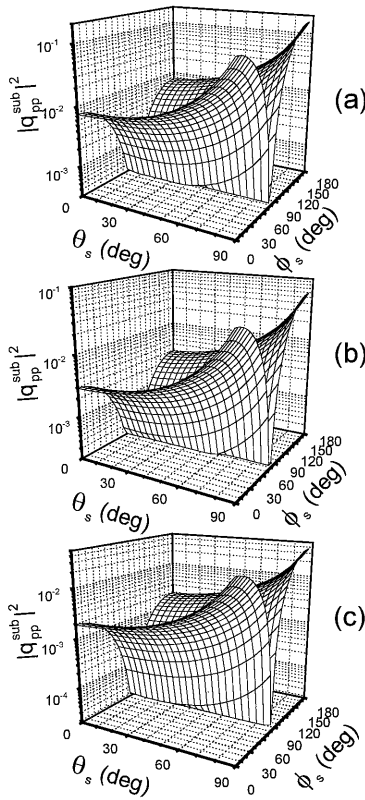 10⁻¹
|q_pp^sub|²
10⁻²
10⁻³
(a)
0
30
60
90
θ_s (deg)
0 30 60 90 120 150 180
ϕ_s (deg)
10⁻¹
|q_pp^sub|²
10⁻²
10⁻³
(b)
0
30
60
90
θ_s (deg)
0 30 60 90 120 150 180
ϕ_s (deg)
10⁻²
|q_pp^sub|²
10⁻³
10⁻⁴
(c)
0
30
60
90
θ_s (deg)
0 30 60 90 120 150 180
ϕ_s (deg)